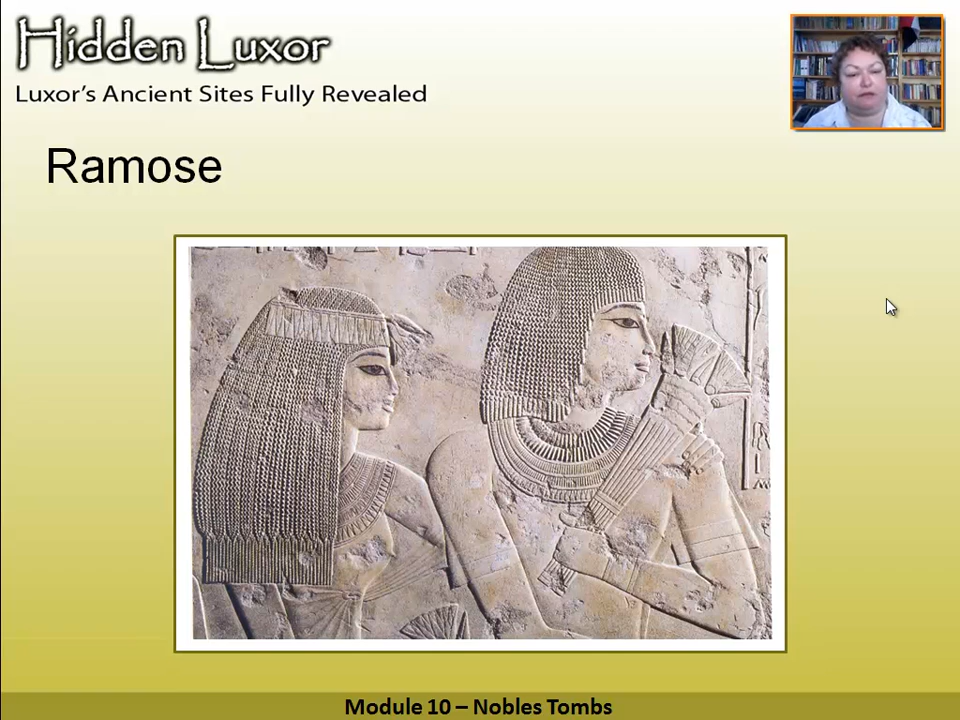 Hidden Luxor
Luxor's Ancient Sites Fully Revealed
Ramose
Module 10 – Nobles Tombs